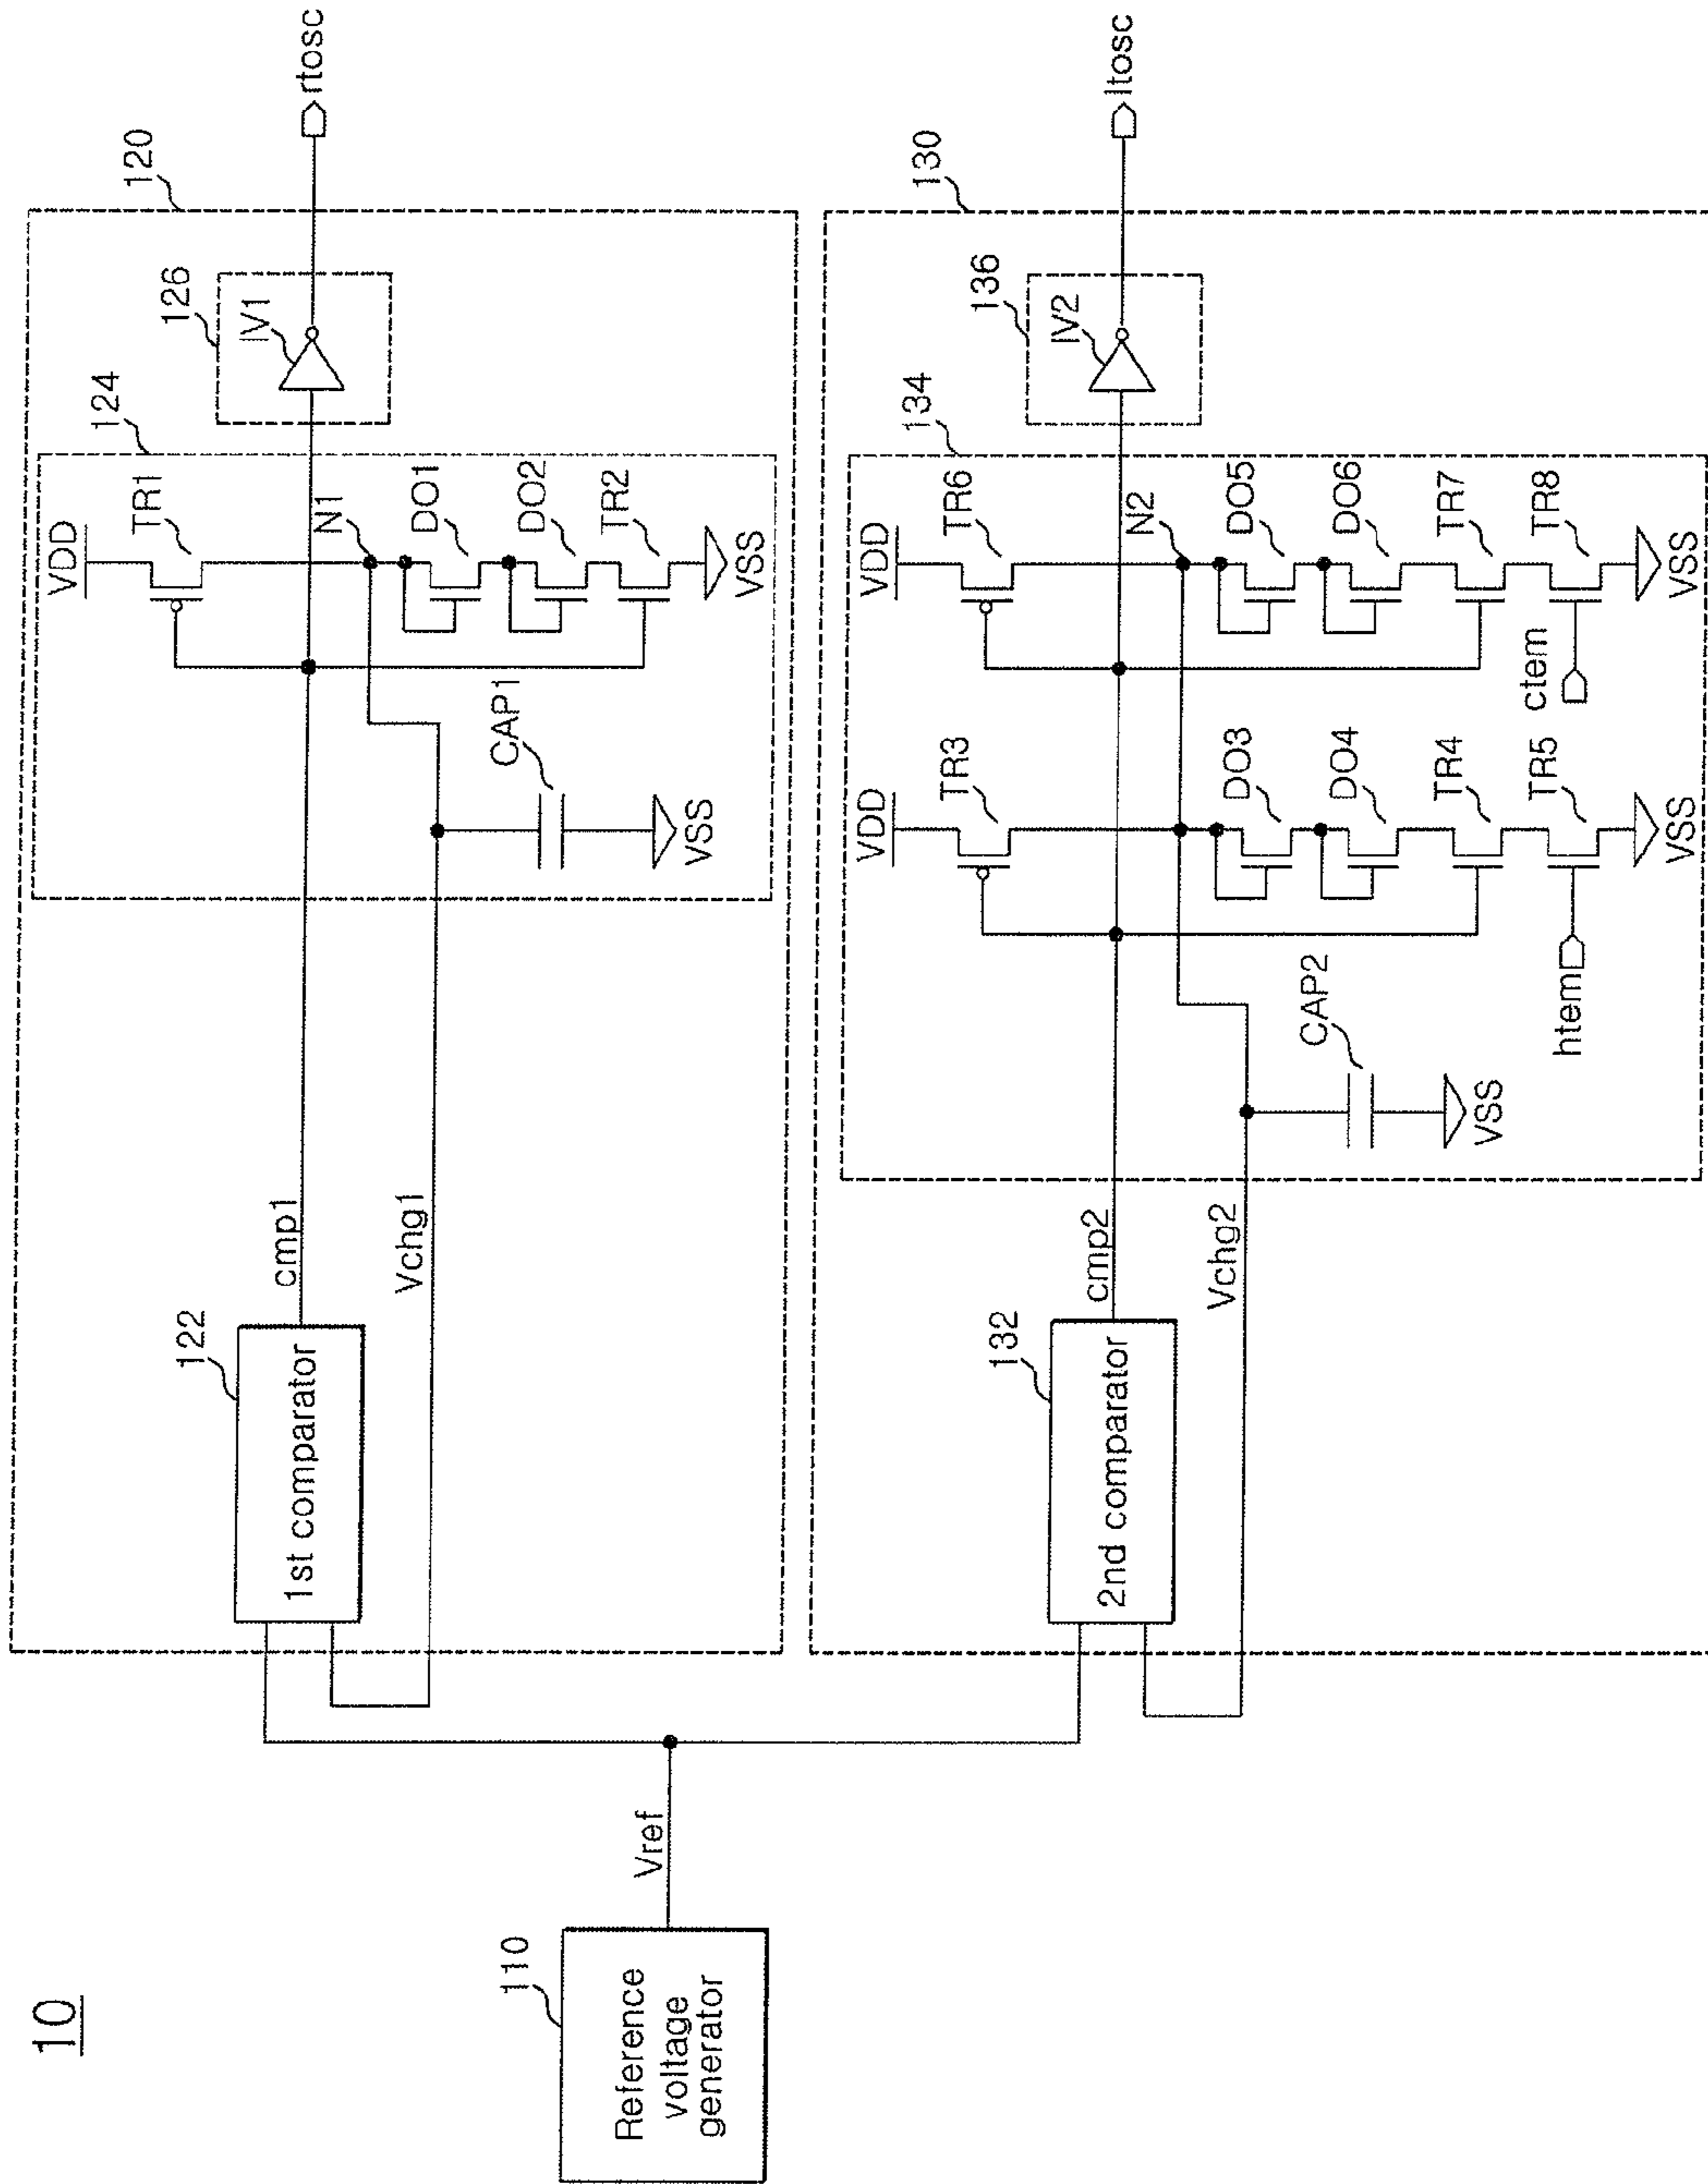 10
110
Reference
voltage
generator
Vref
120
122
1st comparator
cmp1
Vchg1
124
VDD
TR1
N1
DO1
DO2
TR2
VSS
CAP1
VSS
126
IV1
rtosc
130
132
2nd comparator
cmp2
Vchg2
134
VDD
TR3
DO3
DO4
TR4
TR5
VSS
htem
CAP2
VSS
VDD
TR6
N2
DO5
DO6
TR7
TR8
VSS
ctem
136
IV2
ltosc